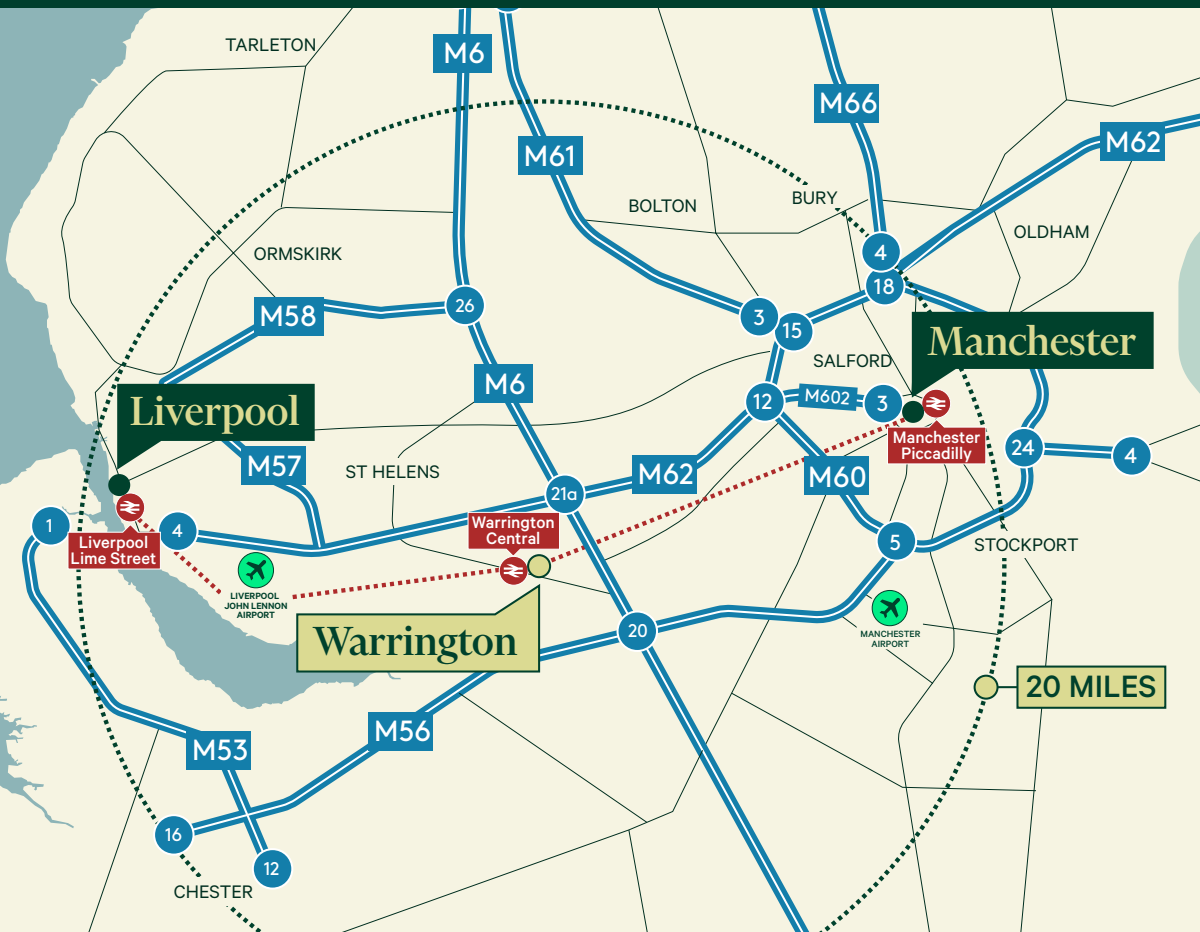 TARLETON
M6
M66
M61
M62
BURY
BOLTON
OLDHAM
ORMSKIRK
4
18
26
M58
3
15
Manchester
SALFORD
M6
Liverpool
12
M602
3
Manchester
Piccadilly
24
4
M57
ST HELENS
M62
M60
21a
1
4
Warrington
Central
Liverpool
Lime Street
5
STOCKPORT
LIVERPOOL
JOHN LENNON
AIRPORT
Warrington
20
MANCHESTER
AIRPORT
20 MILES
M56
M53
16
12
CHESTER